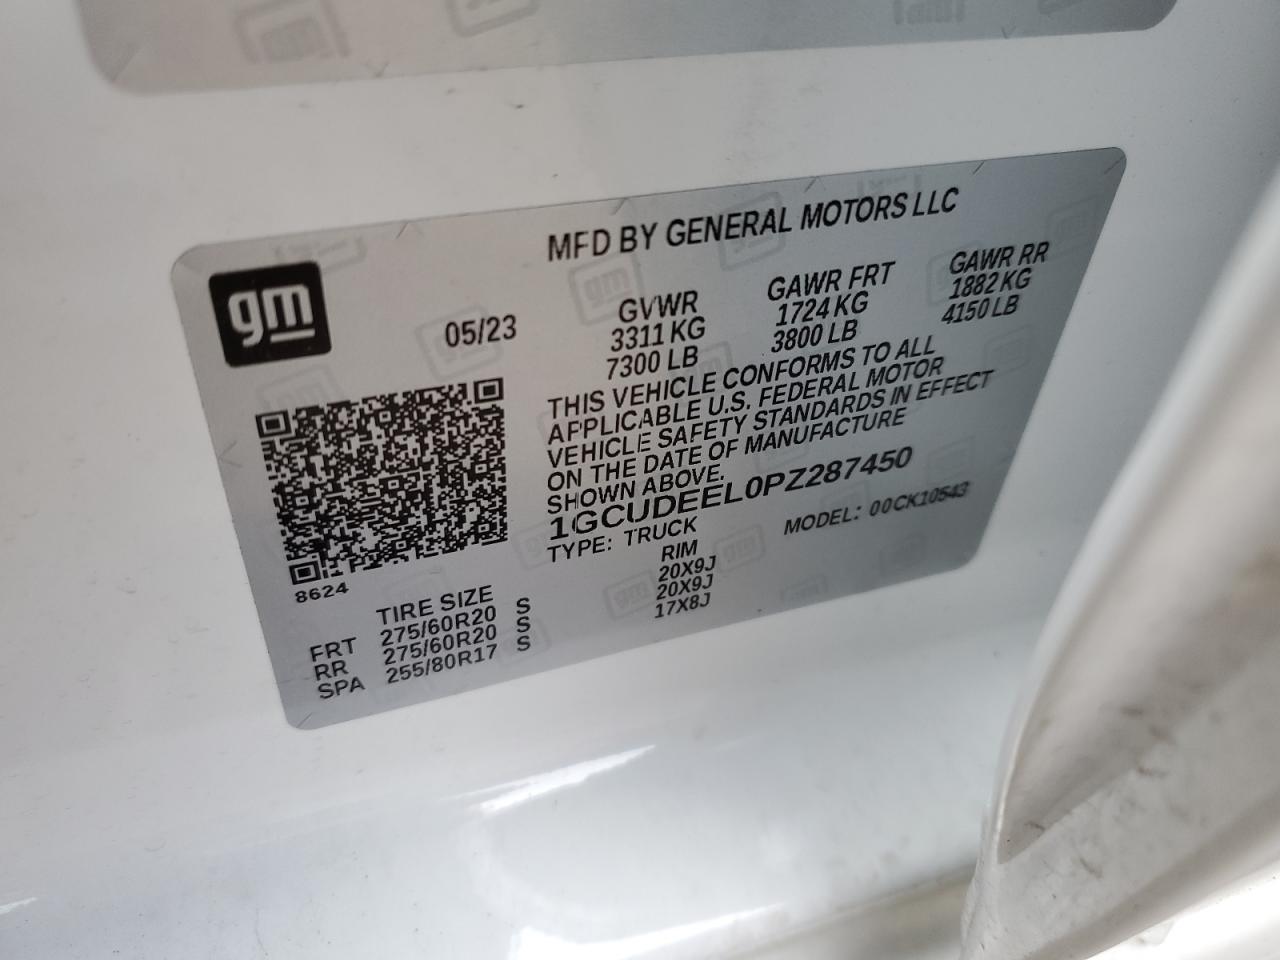 MFD BY GENERAL MOTORS LLC
gm
05/23
GVWR GAWR FRT GAWR RR
3311 KG 1724 KG 1882 KG
7300 LB 3800 LB 4150 LB
THIS VEHICLE CONFORMS TO ALL
APPLICABLE U.S. FEDERAL MOTOR
VEHICLE SAFETY STANDARDS IN EFFECT
ON THE DATE OF MANUFACTURE
SHOWN ABOVE.
1GCUDEEL0PZ287450
TYPE: TRUCK MODEL: 00CK10543
8624
TIRE SIZE RIM
FRT 275/60R20 S 20X9J
RR 275/60R20 S 20X9J
SPA 255/80R17 S 17X8J